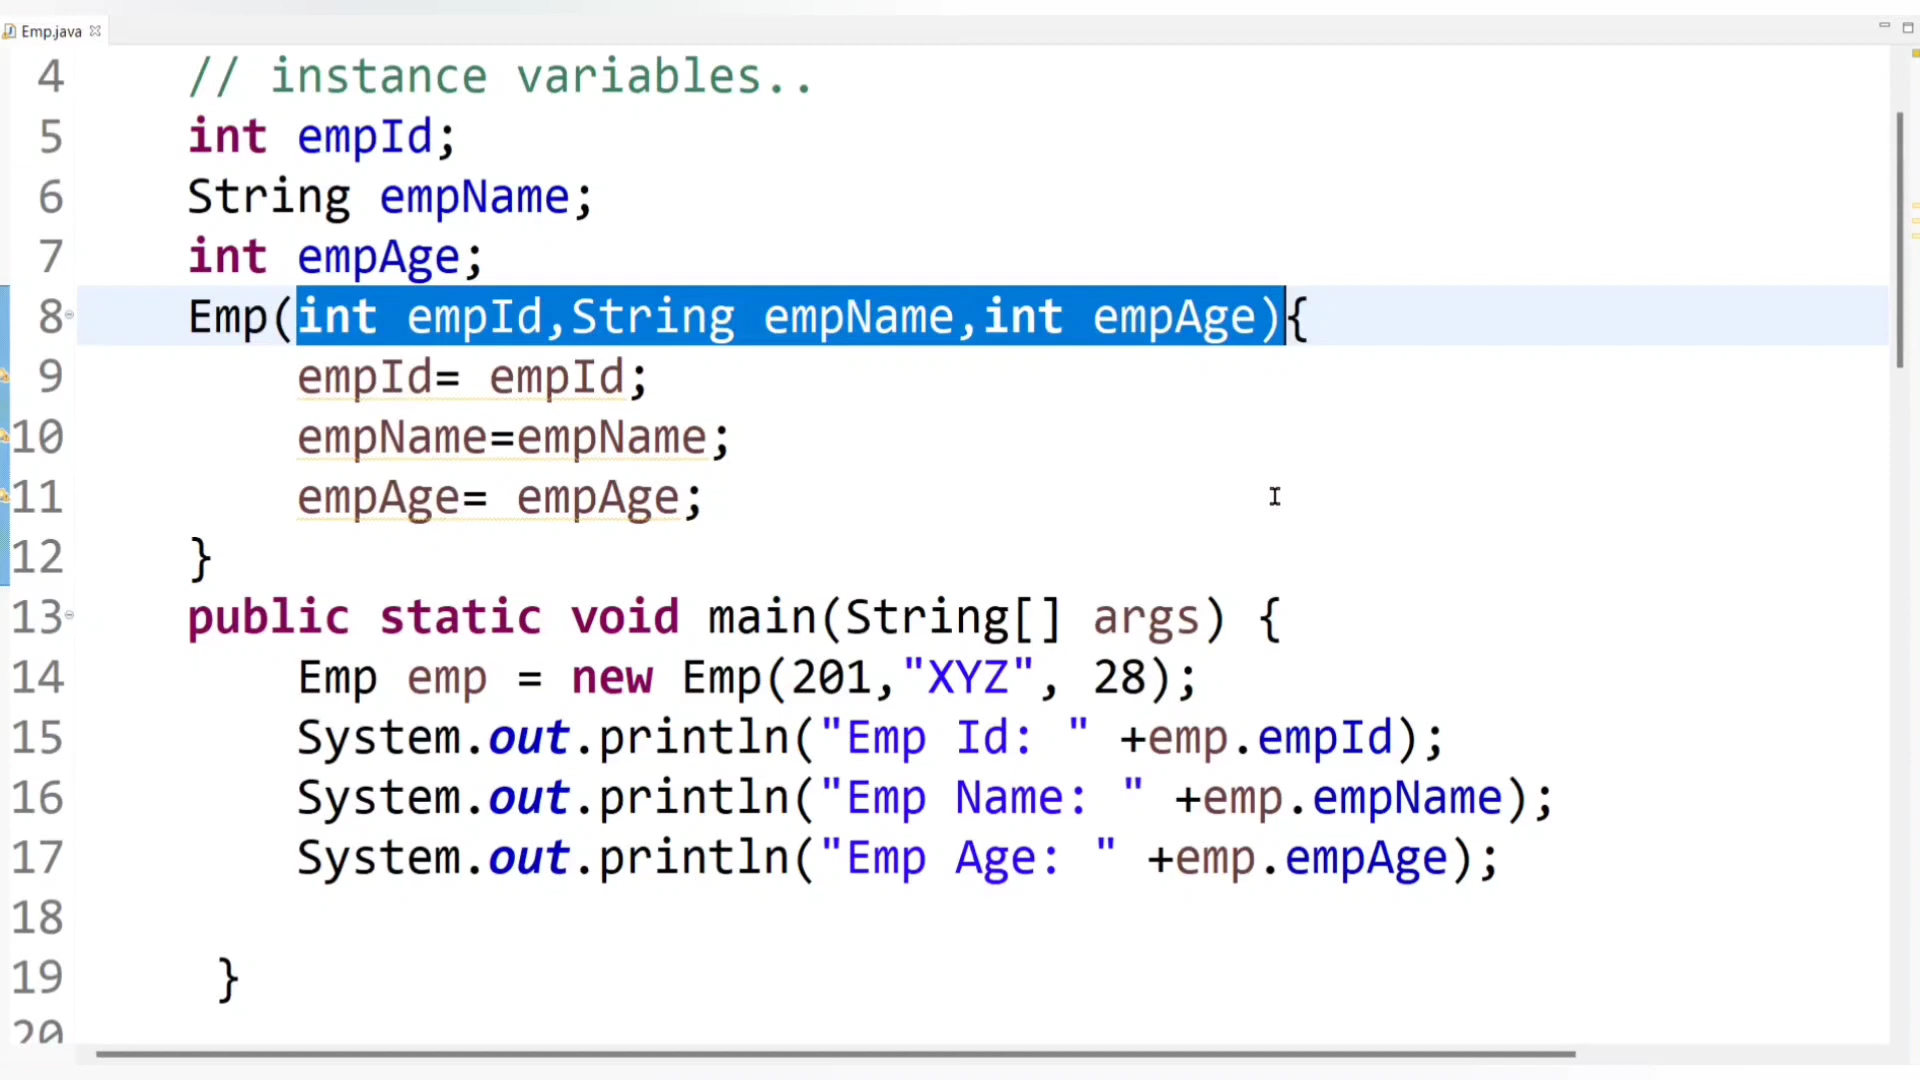 Emp.java
4 // instance variables..
5 int empId;
6 String empName;
7 int empAge;
8 Emp(int empId,String empName,int empAge){
9 empId= empId;
10 empName=empName;
11 empAge= empAge;
12 }
13 public static void main(String[] args) {
14 Emp emp = new Emp(201,"XYZ", 28);
15 System.out.println("Emp Id: " +emp.empId);
16 System.out.println("Emp Name: " +emp.empName);
17 System.out.println("Emp Age: " +emp.empAge);
18
19 }
20